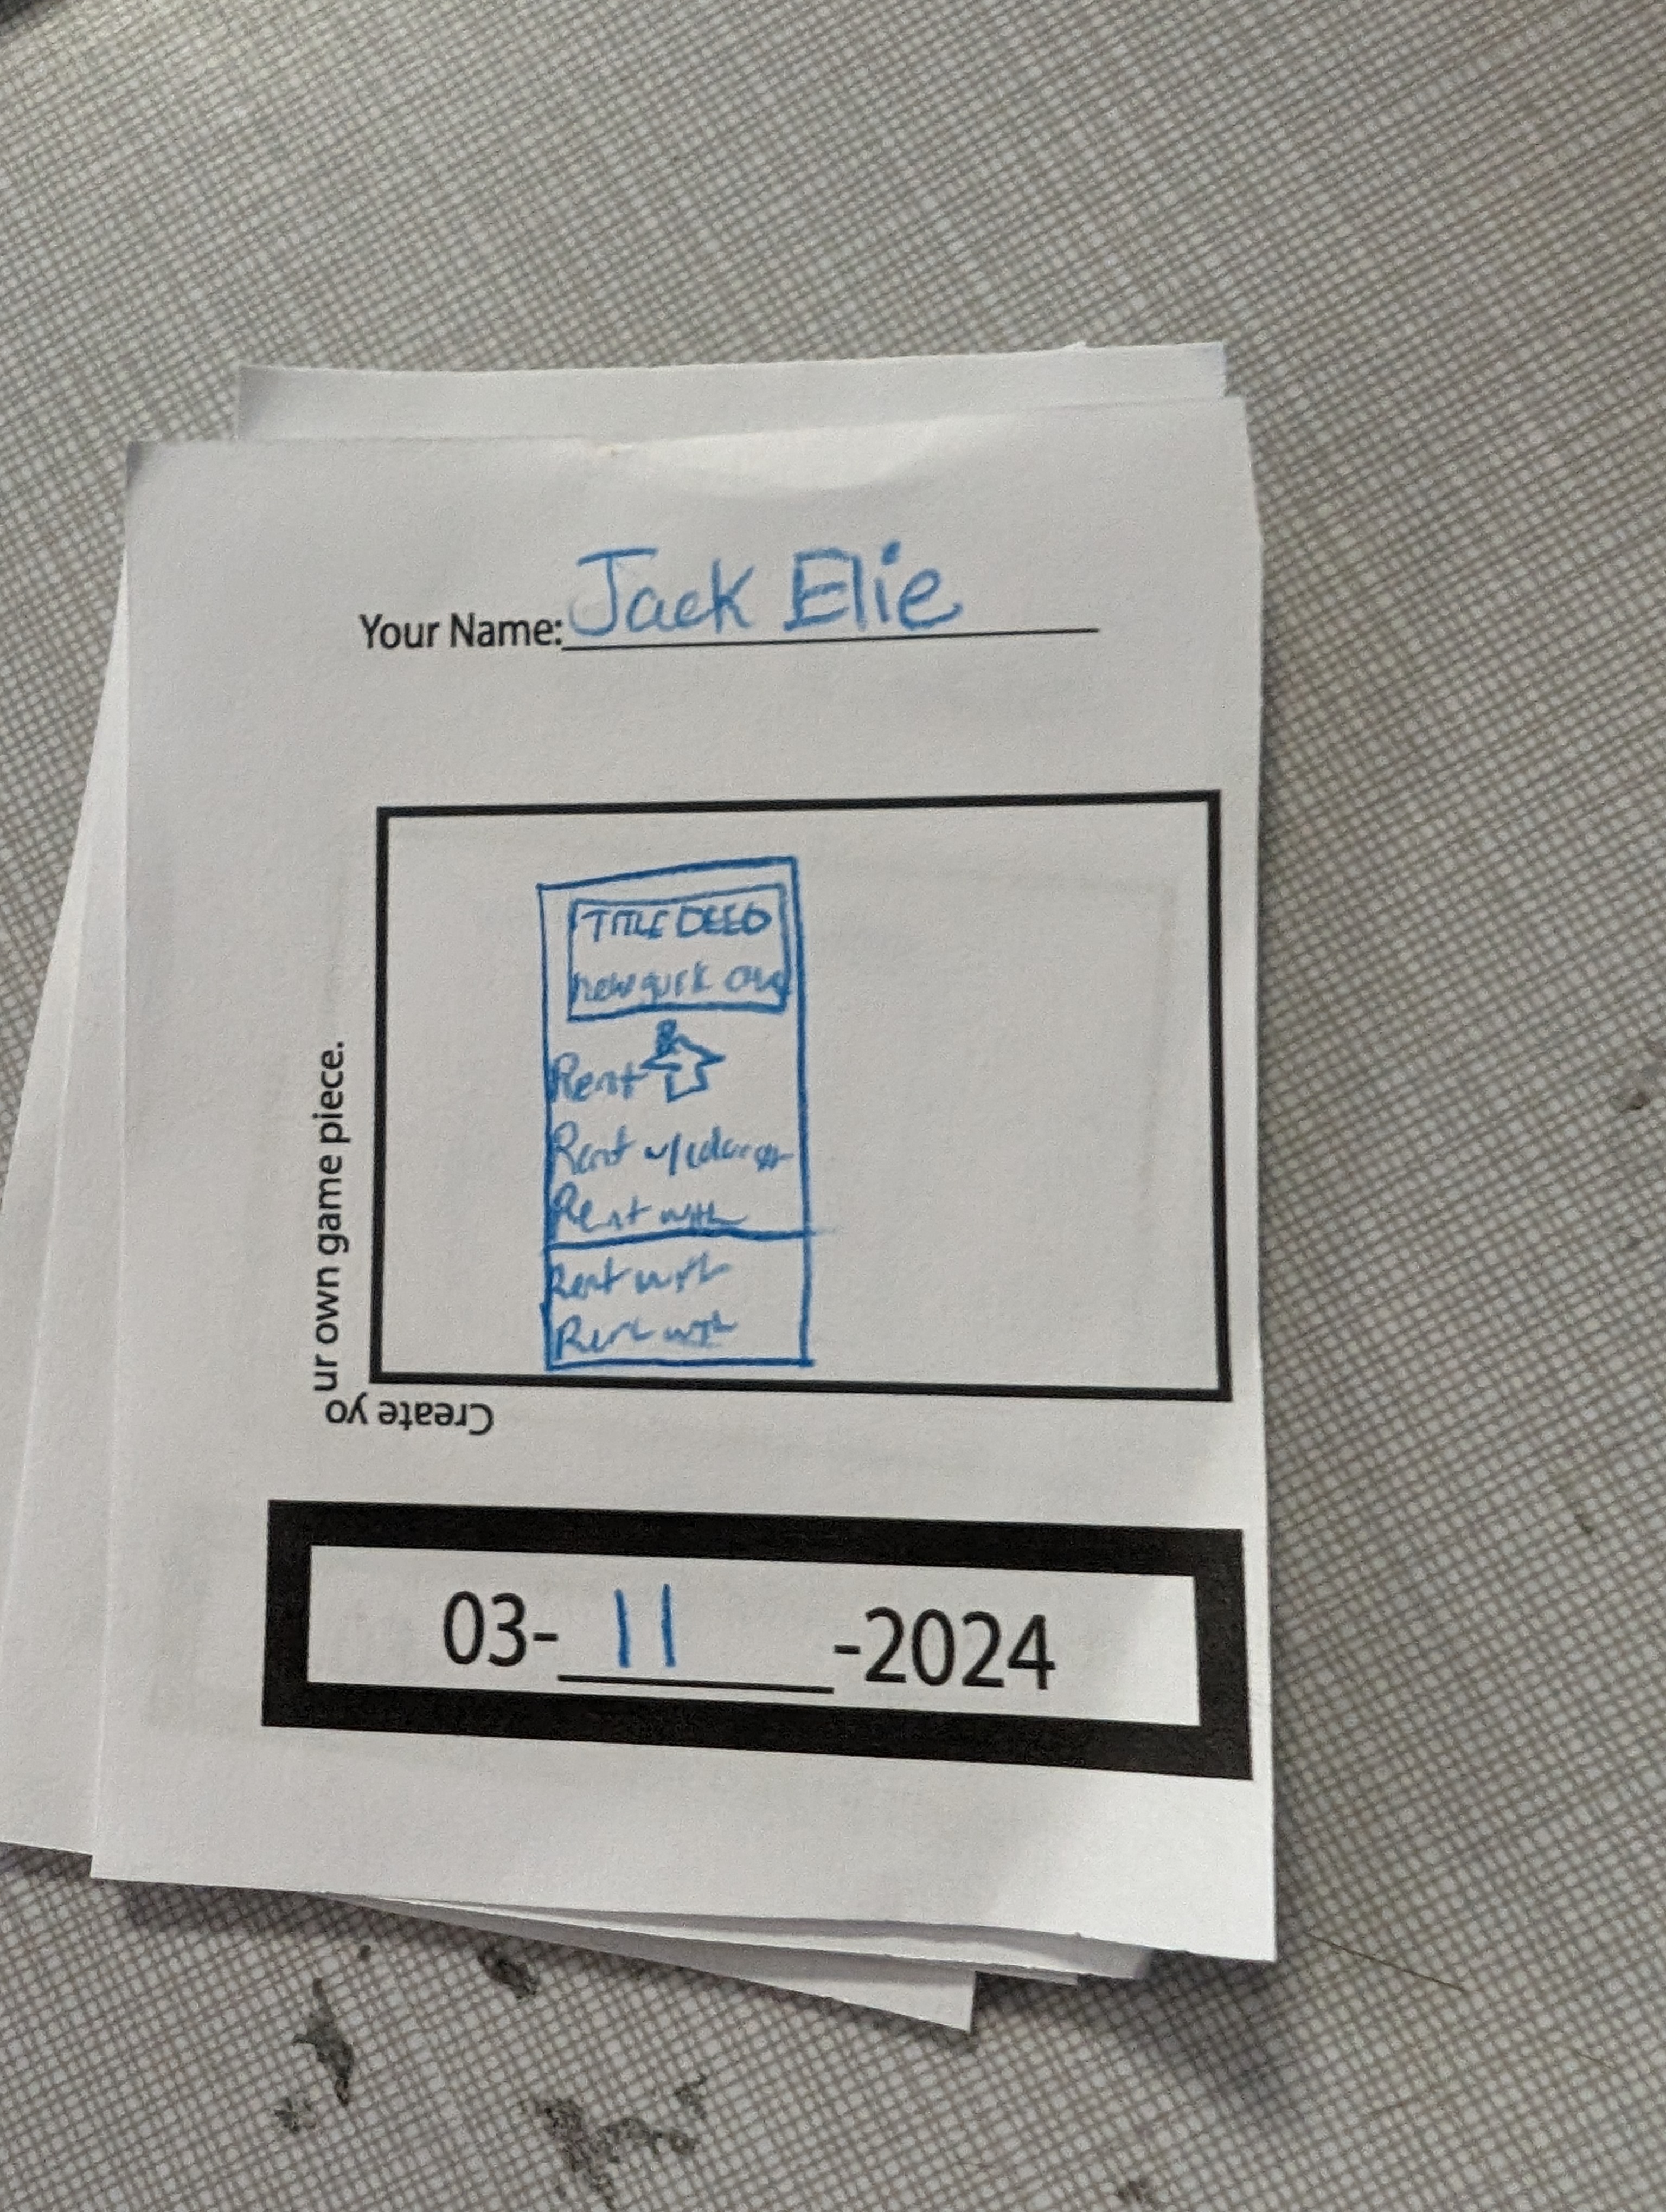 Your Name: Jack Elie
TITLE DEED
Rent
Rent w/
Rent with
Rent with
Rent with
Create your own game piece.
03-11-2024